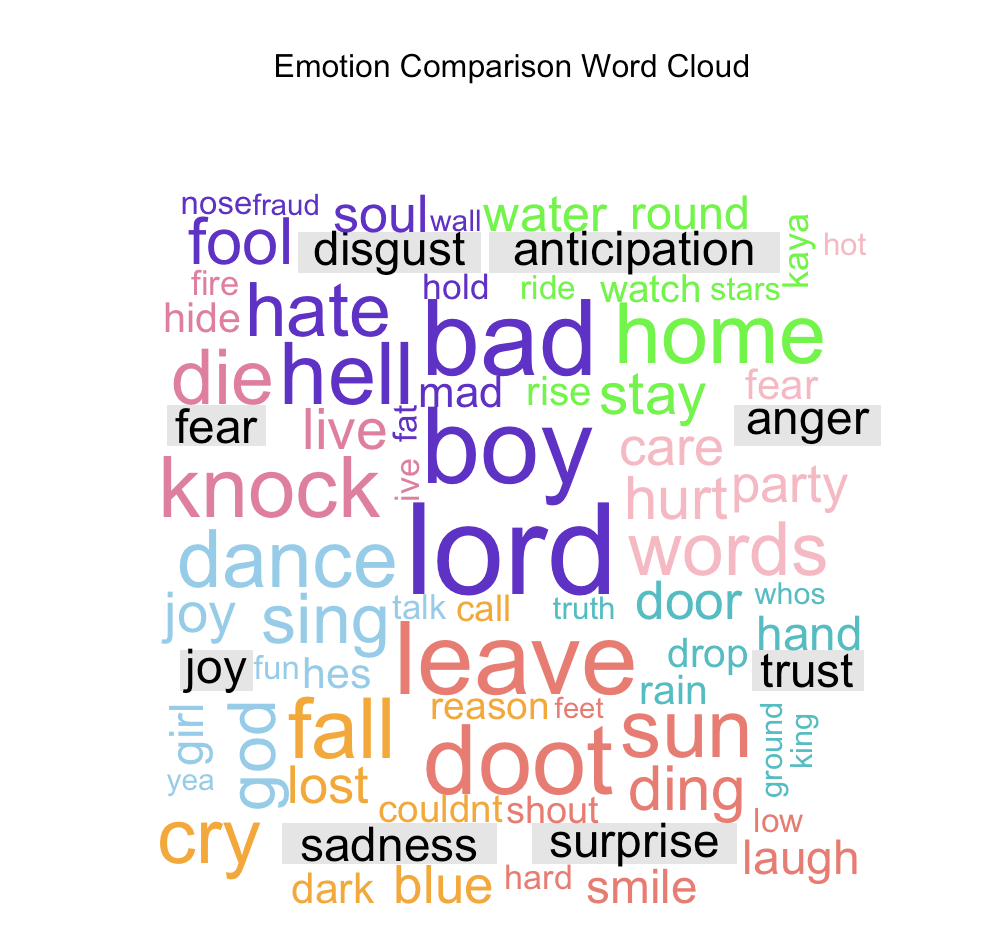 Emotion Comparison Word Cloud
nose fraud soul wall water round kaya hot
fool disgust anticipation
fire hate hold ride watch stars
hide bad home
die hell mad rise stay fear
fear live fat boy care anger
knock ive hurt party
dance lord words
joy sing talk call truth door whos
hand
joy fun hes leave drop trust
rain
girl god fall reason feet sun ground king
yea lost doot ding
couldnt shout low
cry sadness surprise laugh
dark blue hard smile